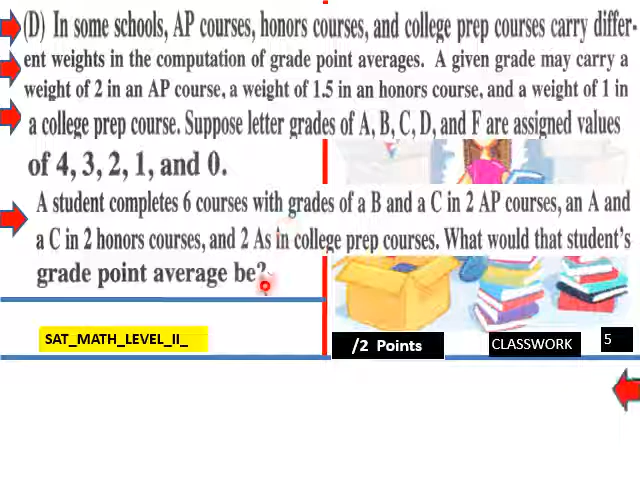 (D) In some schools, AP courses, honors courses, and college prep courses carry differ-
ent weights in the computation of grade point averages. A given grade may carry a
weight of 2 in an AP course, a weight of 1.5 in an honors course, and a weight of 1 in
a college prep course. Suppose letter grades of A, B, C, D, and F are assigned values
of 4, 3, 2, 1, and 0.
A student completes 6 courses with grades of a B and a C in 2 AP courses, an A and
a C in 2 honors courses, and 2 As in college prep courses. What would that student's
grade point average be?
SAT_MATH_LEVEL_II_
/2 Points
CLASSWORK
5